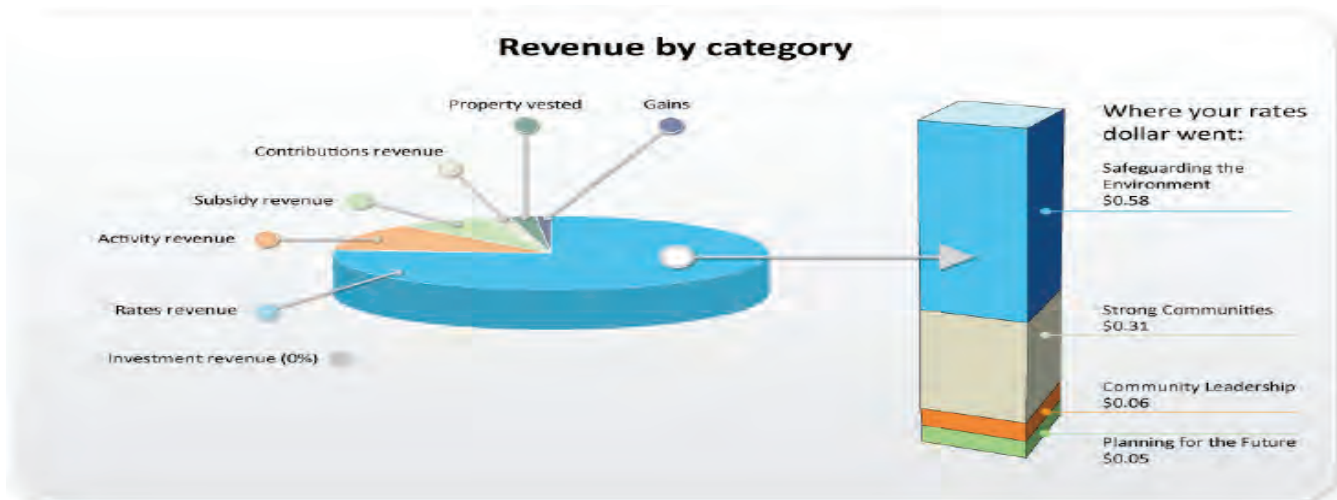 Revenue by category
Property vested
Gains
Contributions revenue
Subsidy revenue
Activity revenue
Rates revenue
Investment revenue (0%)
Where your rates
dollar went:
Safeguarding the
Environment
$0.58
Strong Communities
$0.31
Community Leadership
$0.06
Planning for the Future
$0.05